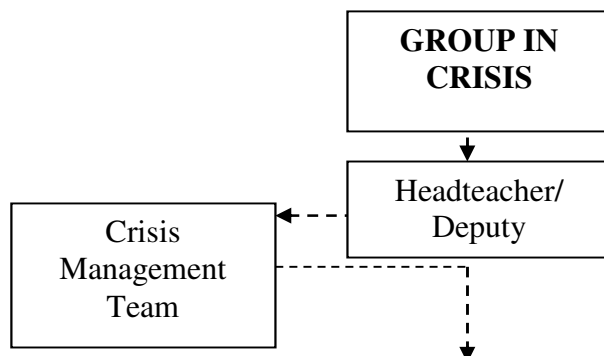 GROUP IN
CRISIS
Headteacher/
Deputy
Crisis
Management
Team